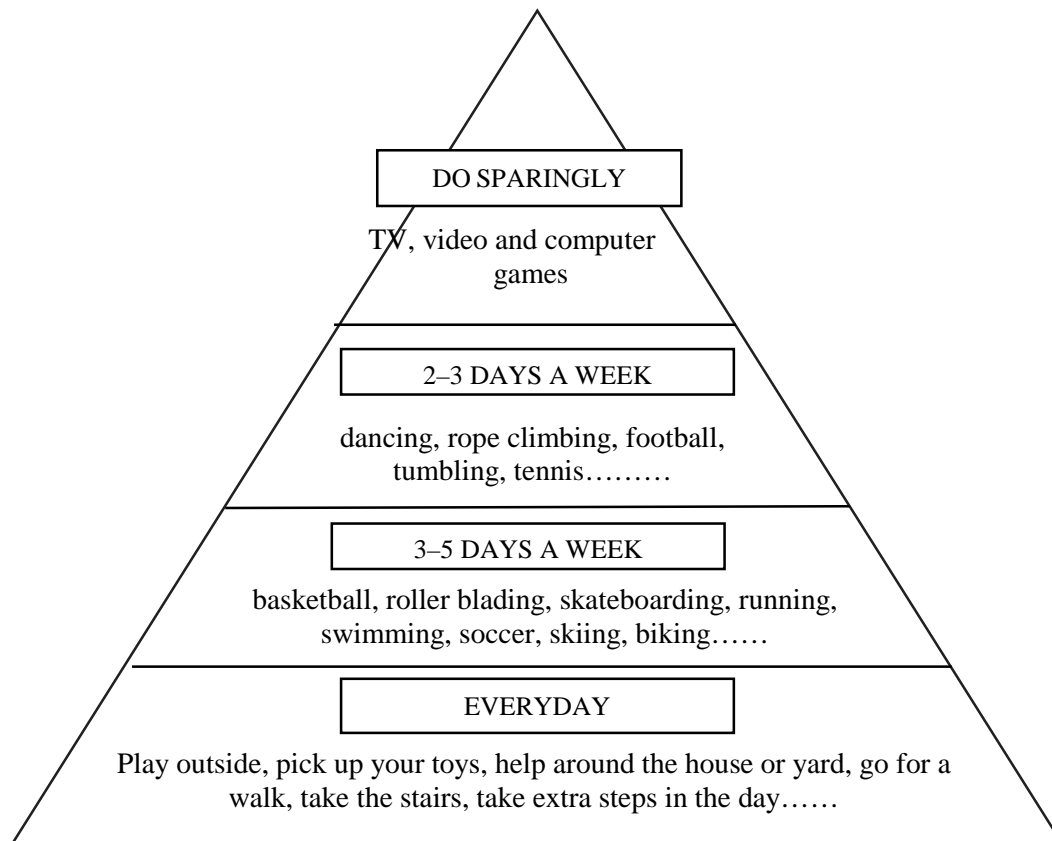 DO SPARINGLY
TV, video and computer
games
2–3 DAYS A WEEK
dancing, rope climbing, football,
tumbling, tennis………
3–5 DAYS A WEEK
basketball, roller blading, skateboarding, running,
swimming, soccer, skiing, biking……
EVERYDAY
Play outside, pick up your toys, help around the house or yard, go for a
walk, take the stairs, take extra steps in the day……